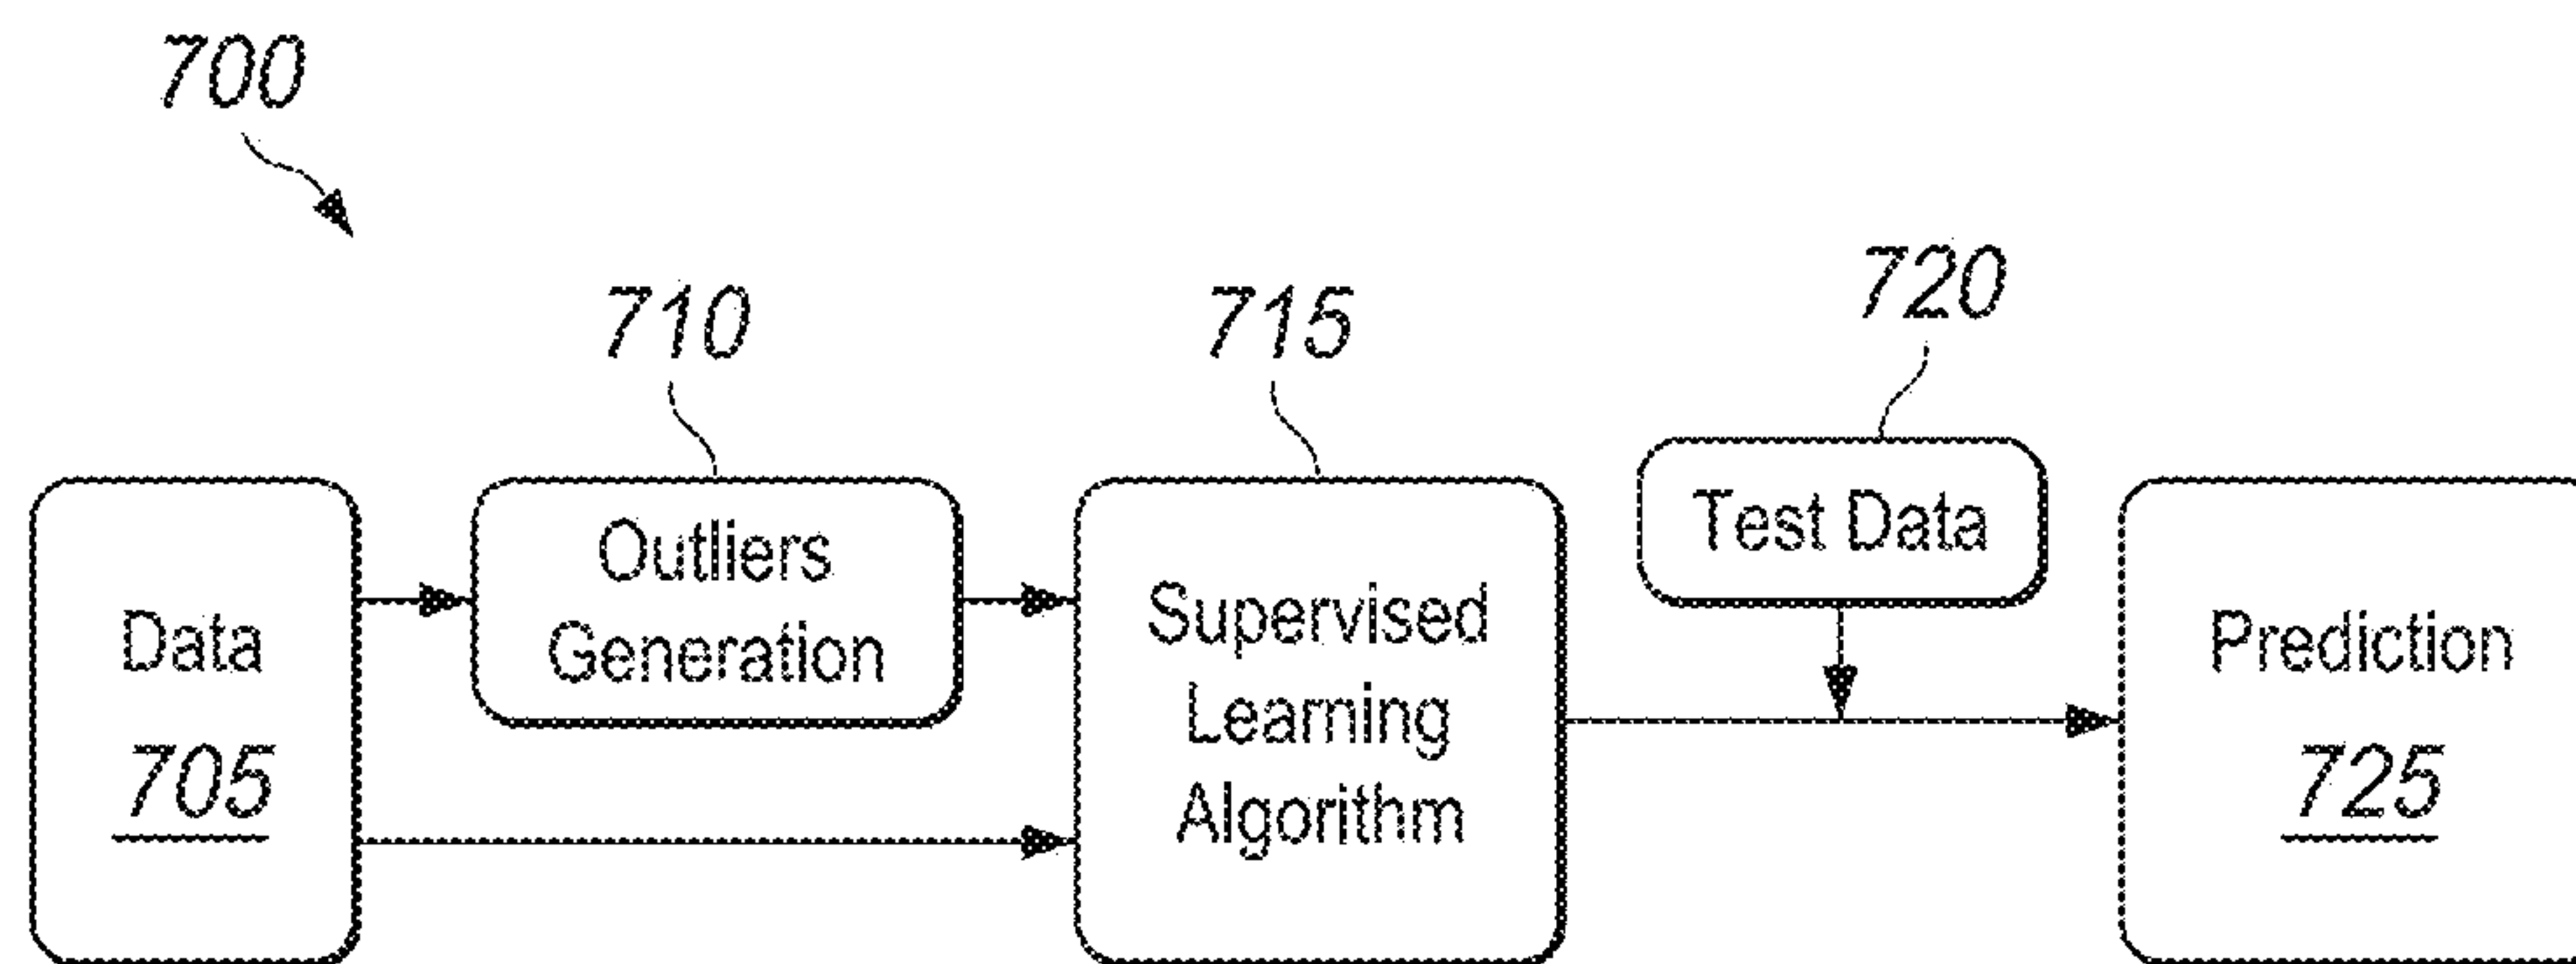 700
710
715
720
Data
705
Outliers
Generation
Supervised
Learning
Algorithm
Test Data
Prediction
725